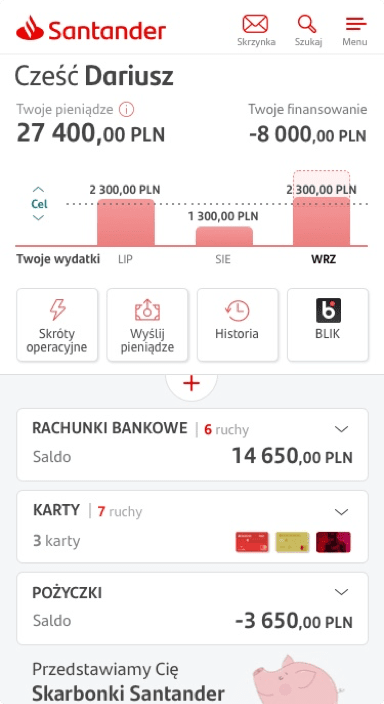 Santander
Skrzynka Szukaj Menu
Cześć Dariusz
Twoje pieniądze i Twoje finansowanie
27 400,00 PLN -8 000,00 PLN
2 300,00 PLN 2 300,00 PLN
Cel
1 300,00 PLN
Twoje wydatki LIP SIE WRZ
Skróty Wyślij Historia BLIK
operacyjne pieniądze
+
RACHUNKI BANKOWE | 6 ruchy
Saldo 14 650,00 PLN
KARTY | 7 ruchy
3 karty
POŻYCZKI
Saldo -3 650,00 PLN
Przedstawiamy Cię
Skarbonki Santander